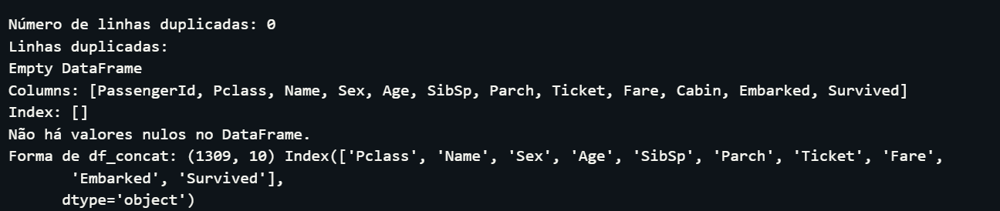 Número de linhas duplicadas: 0
Linhas duplicadas:
Empty DataFrame
Columns: [PassengerId, Pclass, Name, Sex, Age, SibSp, Parch, Ticket, Fare, Cabin, Embarked, Survived]
Index: []
Não há valores nulos no DataFrame.
Forma de df_concat: (1309, 10) Index(['Pclass', 'Name', 'Sex', 'Age', 'SibSp', 'Parch', 'Ticket', 'Fare',
'Embarked', 'Survived'],
dtype='object')